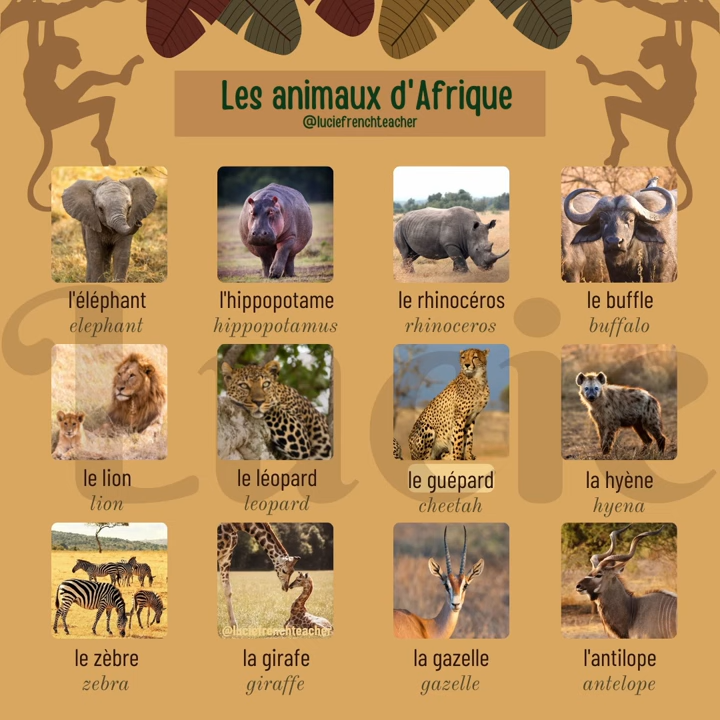 Les animaux d'Afrique
@luciefrenchteacher
l'éléphant
elephant
l'hippopotame
hippopotamus
le rhinocéros
rhinoceros
le buffle
buffalo
le lion
lion
le léopard
leopard
le guépard
cheetah
la hyène
hyena
le zèbre
zebra
@luciefrenchteacher
la girafe
giraffe
la gazelle
gazelle
l'antilope
antelope
Lucie